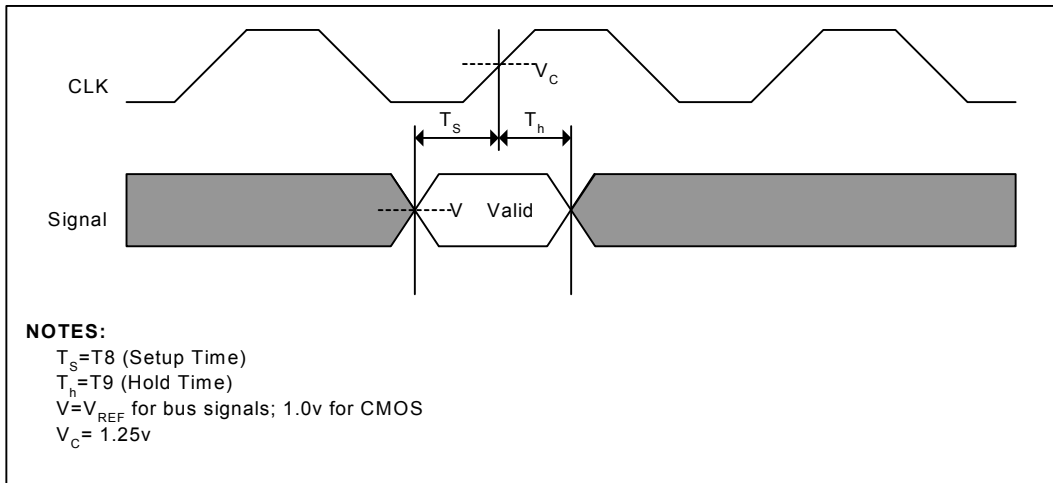 CLK
V_C
T_S T_h
Signal
V Valid
NOTES:
T_S=T8 (Setup Time)
T_h=T9 (Hold Time)
V=V_REF for bus signals; 1.0v for CMOS
V_C= 1.25v